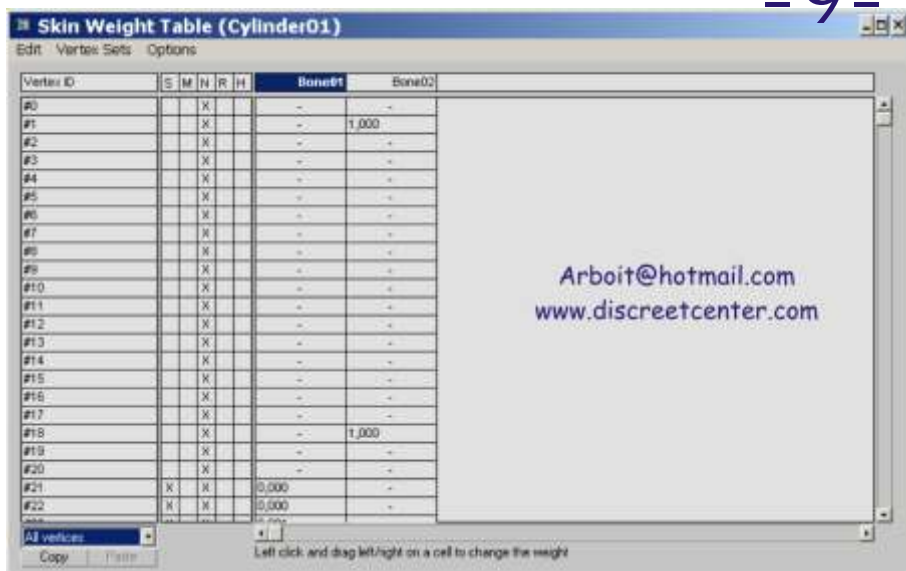 - 9 -
Skin Weight Table (Cylinder01)
Edit Vertex Sets Options
Vertex ID S M N R H Bone01 Bone02
#0 X - -
#1 X - 1,000
#2 X - -
#3 X - -
#4 X - -
#5 X - -
#6 X - -
#7 X - -
#8 X - -
#9 X - -
#10 X - -
#11 X - -
#12 X - -
#13 X - -
#14 X - -
#15 X - -
#16 X - -
#17 X - -
#18 X - 1,000
#19 X - -
#20 X - -
#21 X X 0,000 -
#22 X X 0,000 -
Arboit@hotmail.com
www.discreetcenter.com
All vertices
Copy Paste
Left click and drag left/right on a cell to change the weight